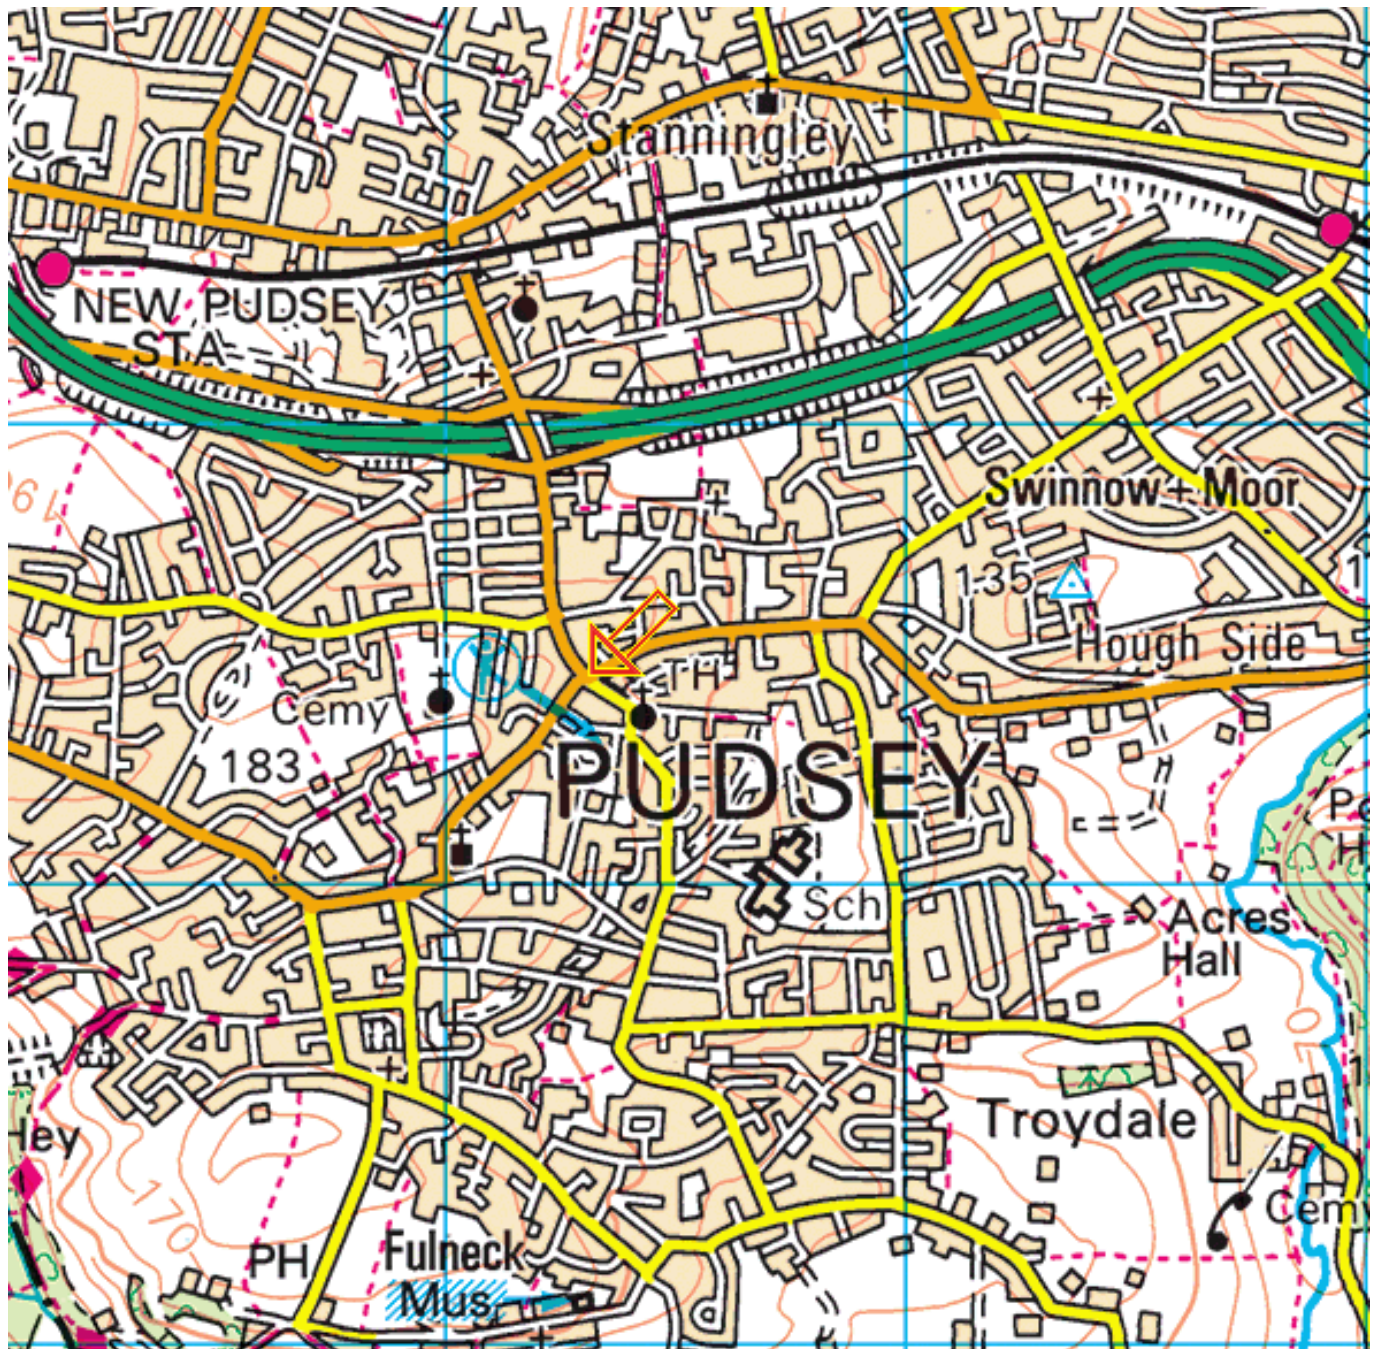 Stanningley
NEW PUDSEY
STA
Swinnow Moor
135
Hough Side
TH
Cemy
183
PUDSEY
Sch
Acres
Hall
Troydale
170
Cemy
PH
Fulneck
Mus